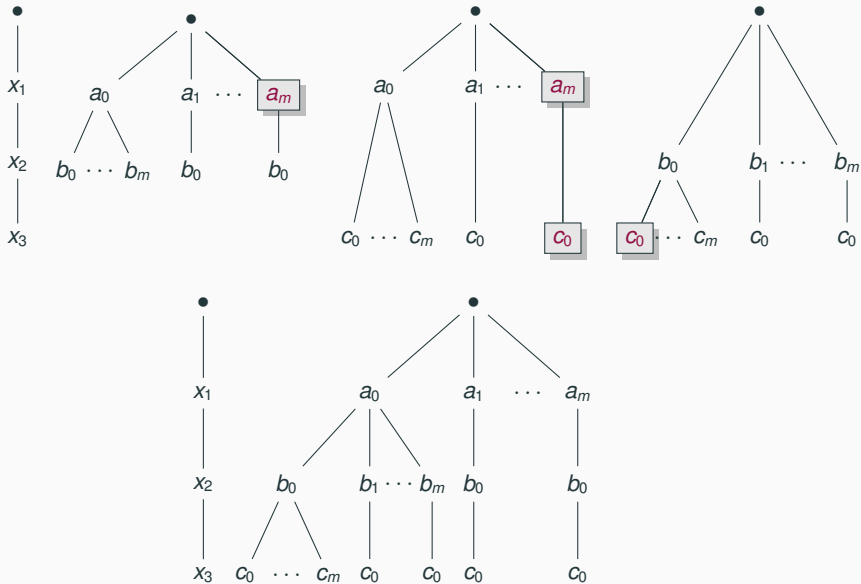 x₁ a₀ a₁ ⋯ aₘ a₀ a₁ ⋯ aₘ
x₂ b₀ ⋯ bₘ b₀ b₀ b₀ b₁ ⋯ bₘ
x₃ c₀ ⋯ cₘ c₀ c₀ c₀ ⋯ cₘ c₀ c₀
x₁ a₀ a₁ ⋯ aₘ
x₂ b₀ b₁ ⋯ bₘ b₀ b₀
x₃ c₀ ⋯ cₘ c₀ c₀ c₀ c₀